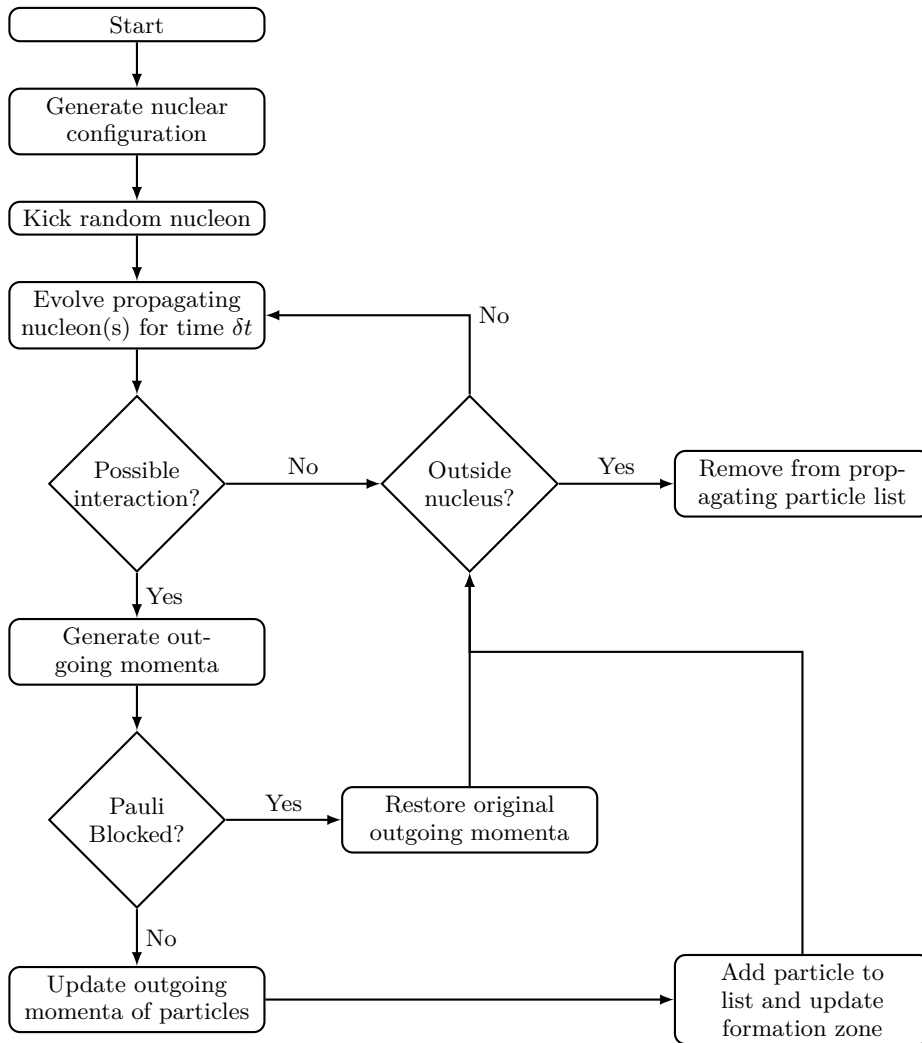 Start
Generate nuclear
configuration
Kick random nucleon
Evolve propagating
nucleon(s) for time δt
No
Possible
interaction?
No
Outside
nucleus?
Yes
Remove from prop-
agating particle list
Yes
Generate out-
going momenta
Pauli
Blocked?
Yes
Restore original
outgoing momenta
No
Update outgoing
momenta of particles
Add particle to
list and update
formation zone